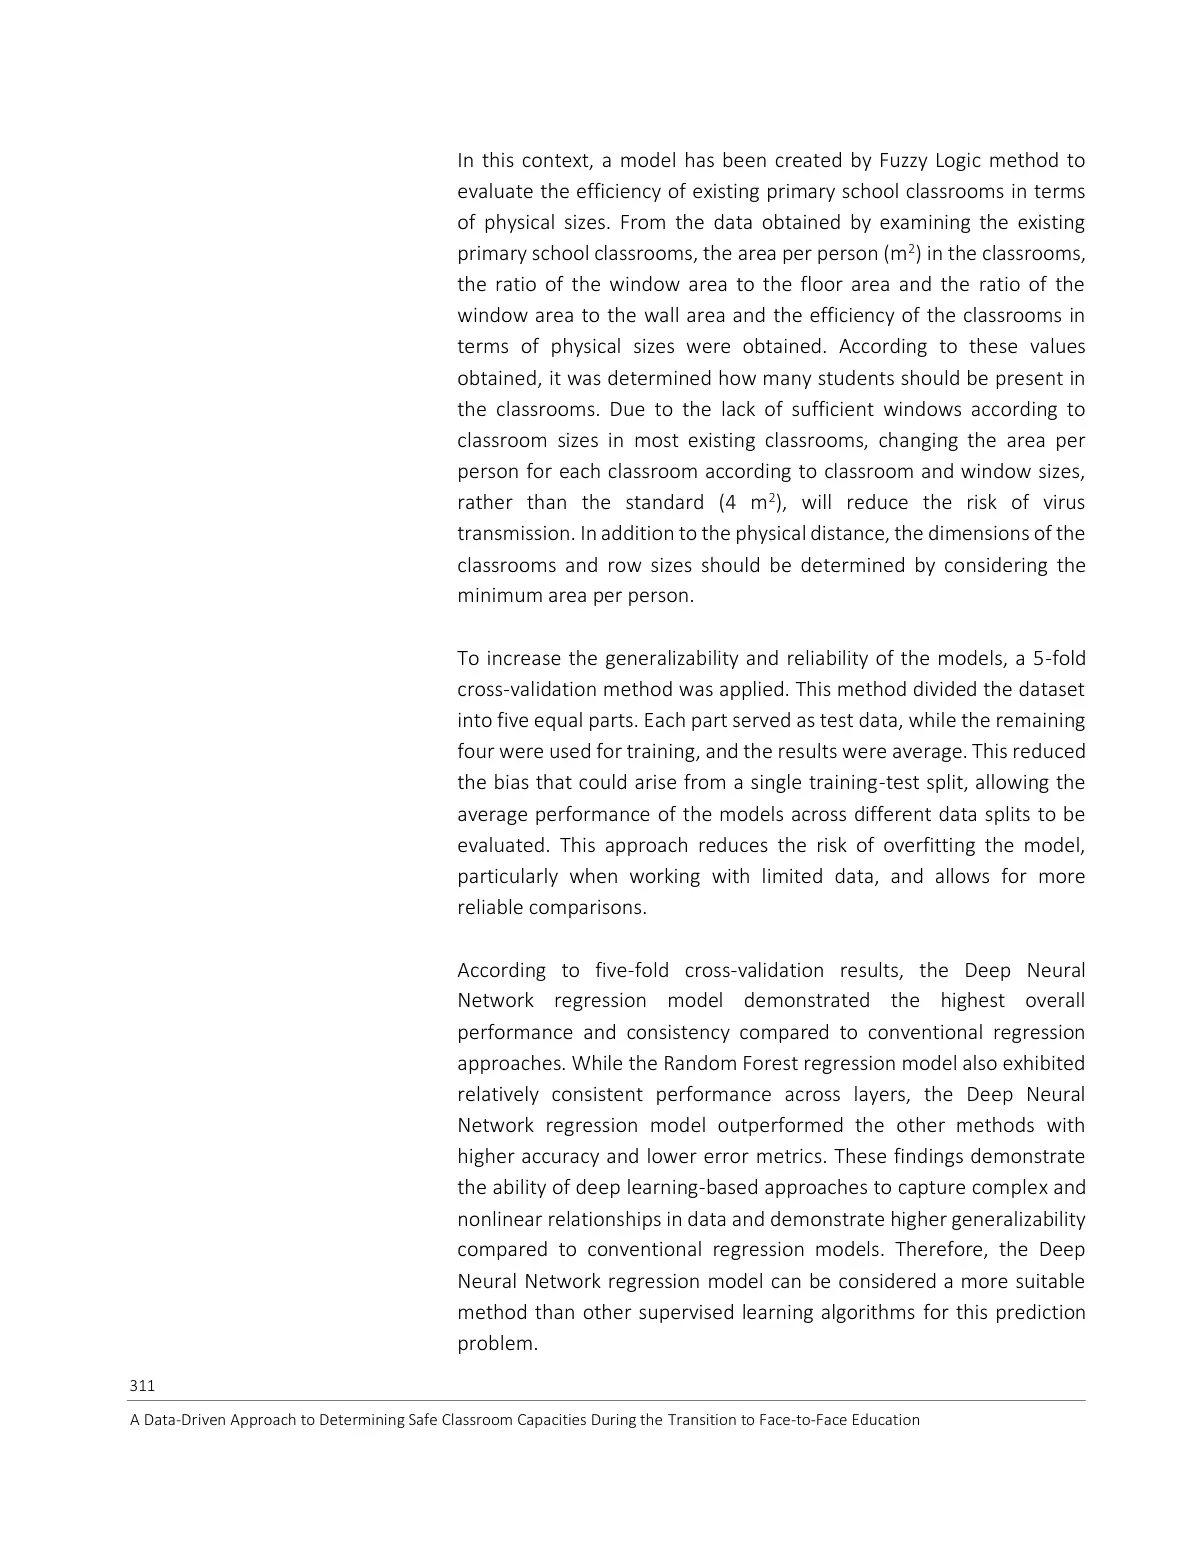 In this context, a model has been created by Fuzzy Logic method to
evaluate the efficiency of existing primary school classrooms in terms
of physical sizes. From the data obtained by examining the existing
primary school classrooms, the area per person (m²) in the classrooms,
the ratio of the window area to the floor area and the ratio of the
window area to the wall area and the efficiency of the classrooms in
terms of physical sizes were obtained. According to these values
obtained, it was determined how many students should be present in
the classrooms. Due to the lack of sufficient windows according to
classroom sizes in most existing classrooms, changing the area per
person for each classroom according to classroom and window sizes,
rather than the standard (4 m²), will reduce the risk of virus
transmission. In addition to the physical distance, the dimensions of the
classrooms and row sizes should be determined by considering the
minimum area per person.
To increase the generalizability and reliability of the models, a 5-fold
cross-validation method was applied. This method divided the dataset
into five equal parts. Each part served as test data, while the remaining
four were used for training, and the results were average. This reduced
the bias that could arise from a single training-test split, allowing the
average performance of the models across different data splits to be
evaluated. This approach reduces the risk of overfitting the model,
particularly when working with limited data, and allows for more
reliable comparisons.
According to five-fold cross-validation results, the Deep Neural
Network regression model demonstrated the highest overall
performance and consistency compared to conventional regression
approaches. While the Random Forest regression model also exhibited
relatively consistent performance across layers, the Deep Neural
Network regression model outperformed the other methods with
higher accuracy and lower error metrics. These findings demonstrate
the ability of deep learning-based approaches to capture complex and
nonlinear relationships in data and demonstrate higher generalizability
compared to conventional regression models. Therefore, the Deep
Neural Network regression model can be considered a more suitable
method than other supervised learning algorithms for this prediction
problem.
311
A Data-Driven Approach to Determining Safe Classroom Capacities During the Transition to Face-to-Face Education